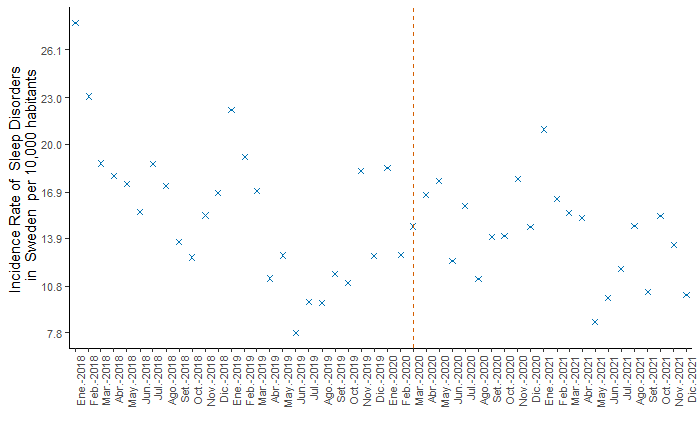 Incidence Rate of  Sleep Disorders
in  Sweden  per 10,000 habitants
26.1
23.0
20.0
16.9
13.9
10.8
7.8
Ene.-2018
Feb.-2018
Mar.-2018
Abr.-2018
May.-2018
Jun.-2018
Jul.-2018
Ago.-2018
Set.-2018
Oct.-2018
Nov.-2018
Dic.-2018
Ene.-2019
Feb.-2019
Mar.-2019
Abr.-2019
May.-2019
Jun.-2019
Jul.-2019
Ago.-2019
Set.-2019
Oct.-2019
Nov.-2019
Dic.-2019
Ene.-2020
Feb.-2020
Mar.-2020
Abr.-2020
May.-2020
Jun.-2020
Jul.-2020
Ago.-2020
Set.-2020
Oct.-2020
Nov.-2020
Dic.-2020
Ene.-2021
Feb.-2021
Mar.-2021
Abr.-2021
May.-2021
Jun.-2021
Jul.-2021
Ago.-2021
Set.-2021
Oct.-2021
Nov.-2021
Dic.-2021